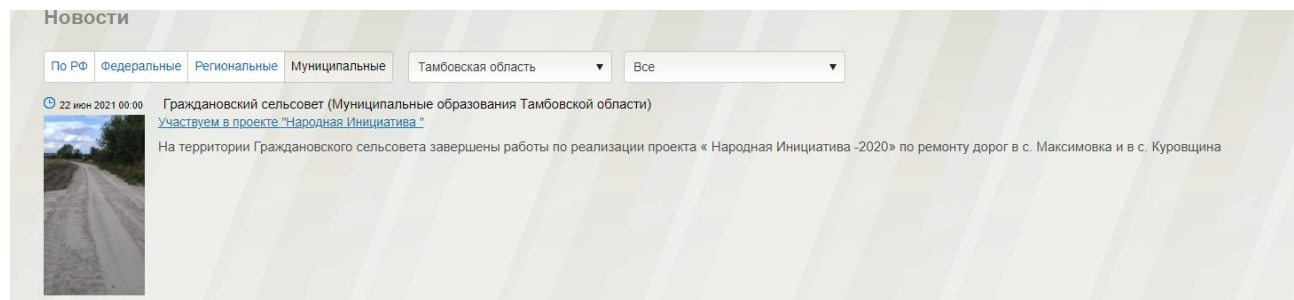 Новости
По РФ Федеральные Региональные Муниципальные Тамбовская область Все
22 июн 2021 00:00 Граждановский сельсовет (Муниципальные образования Тамбовской области)
Участвуем в проекте "Народная Инициатива "
На территории Граждановского сельсовета завершены работы по реализации проекта « Народная Инициатива -2020» по ремонту дорог в с. Максимовка и в с. Куровщина